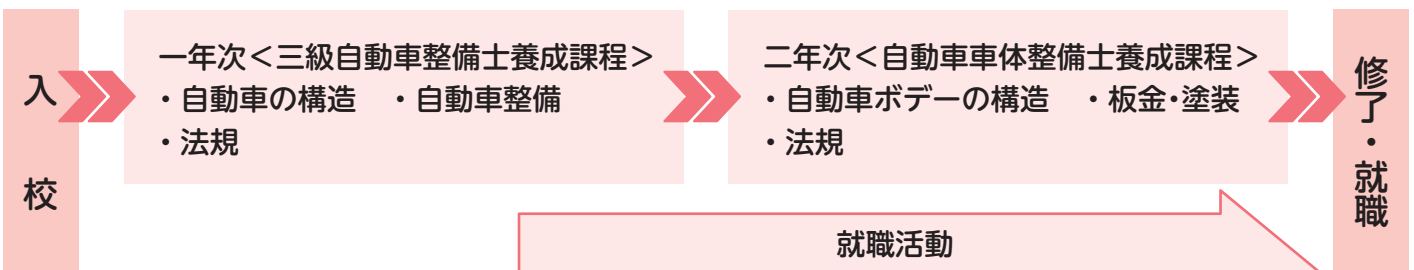 入校
一年次＜三級自動車整備士養成課程＞
・自動車の構造　・自動車整備
・法規
二年次＜自動車車体整備士養成課程＞
・自動車ボデーの構造　・板金・塗装
・法規
修了・就職
就職活動